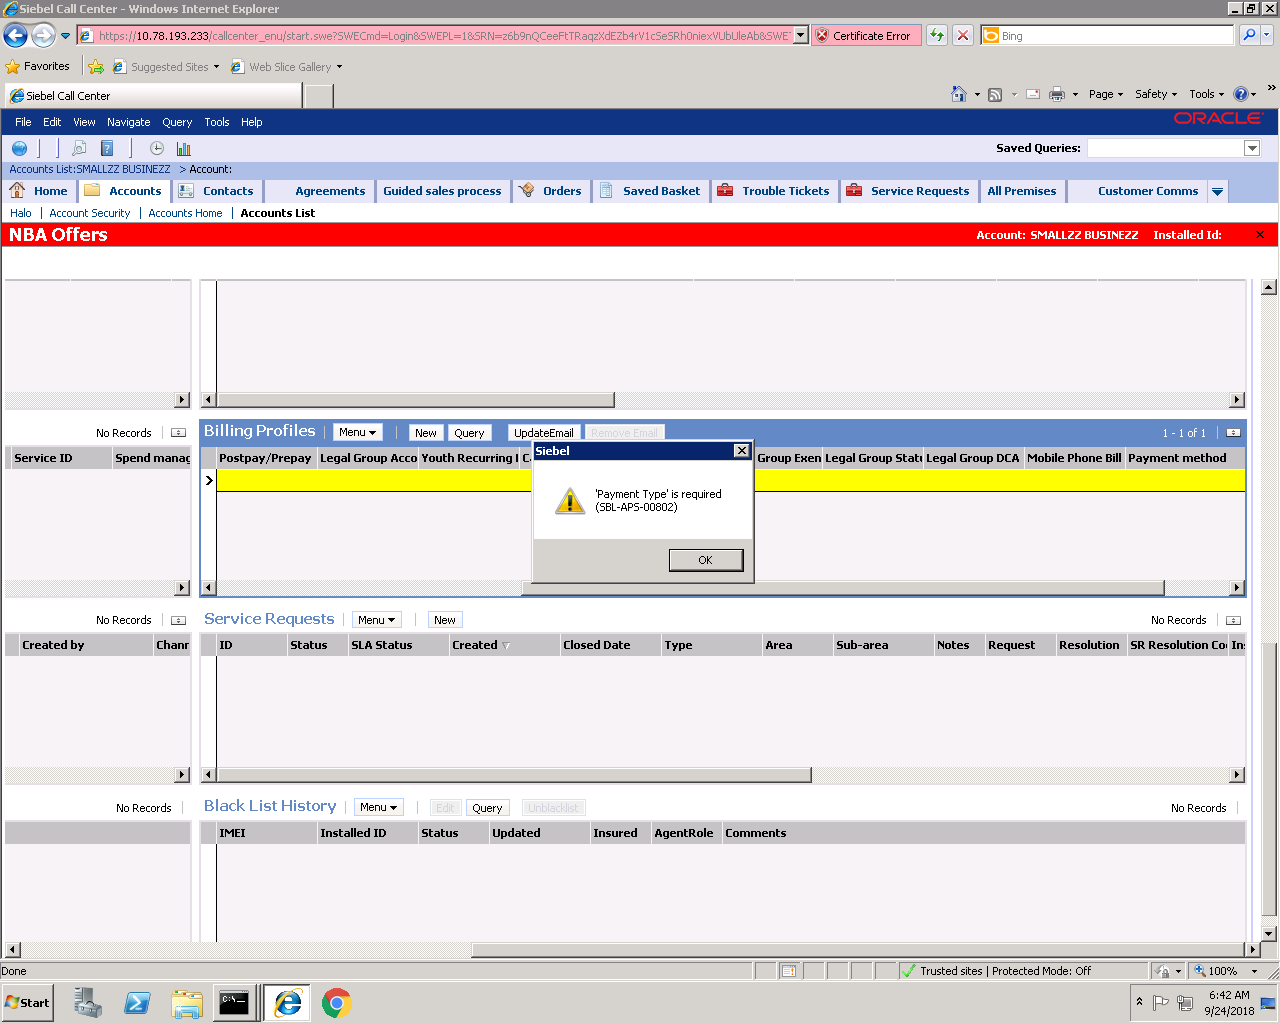 Siebel Call Center - Windows Internet Explorer
https://10.78.193.233/callcenter_enu/start.swe?SWECmd=Login&SWEPL=1&SRN=z6b9nQCeeFtTRaqzXdEZb4rV1cSeSRh0niexVUbUleAb&SWE
Certificate Error
Bing
Favorites
Suggested Sites
Web Slice Gallery
Siebel Call Center
Page
Safety
Tools
File Edit View Navigate Query Tools Help
ORACLE
Saved Queries:
Accounts List:SMALLZZ BUSINEZZ > Account:
Home
Accounts
Contacts
Agreements
Guided sales process
Orders
Saved Basket
Trouble Tickets
Service Requests
All Premises
Customer Comms
Halo | Account Security | Accounts Home | Accounts List
NBA Offers
Account: SMALLZZ BUSINEZZ Installed Id:
No Records
Billing Profiles
Menu
New
Query
UpdateEmail
Remove Email
1 - 1 of 1
Service ID
Spend manag
Postpay/Prepay
Legal Group Acco
Youth Recurring
Group Exen
Legal Group Statu
Legal Group DCA
Mobile Phone Bill
Payment method
Siebel
'Payment Type' is required
(SBL-APS-00802)
OK
No Records
Service Requests
Menu
New
No Records
Created by
Chann
ID
Status
SLA Status
Created
Closed Date
Type
Area
Sub-area
Notes
Request
Resolution
SR Resolution Co
Ins
No Records
Black List History
Menu
Edit
Query
Unblacklist
No Records
IMEI
Installed ID
Status
Updated
Insured
AgentRole
Comments
Done
Trusted sites | Protected Mode: Off
100%
Start
6:42 AM
9/24/2018